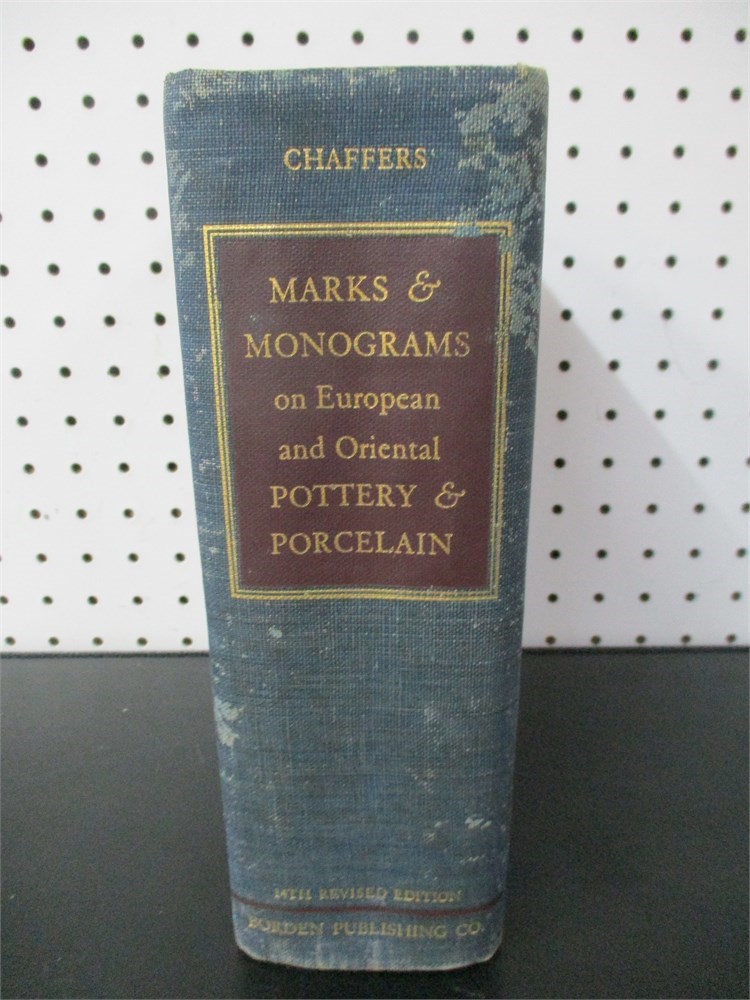 CHAFFERS'
MARKS &
MONOGRAMS
on European
and Oriental
POTTERY &
PORCELAIN
14TH REVISED EDITION
BORDEN PUBLISHING CO.